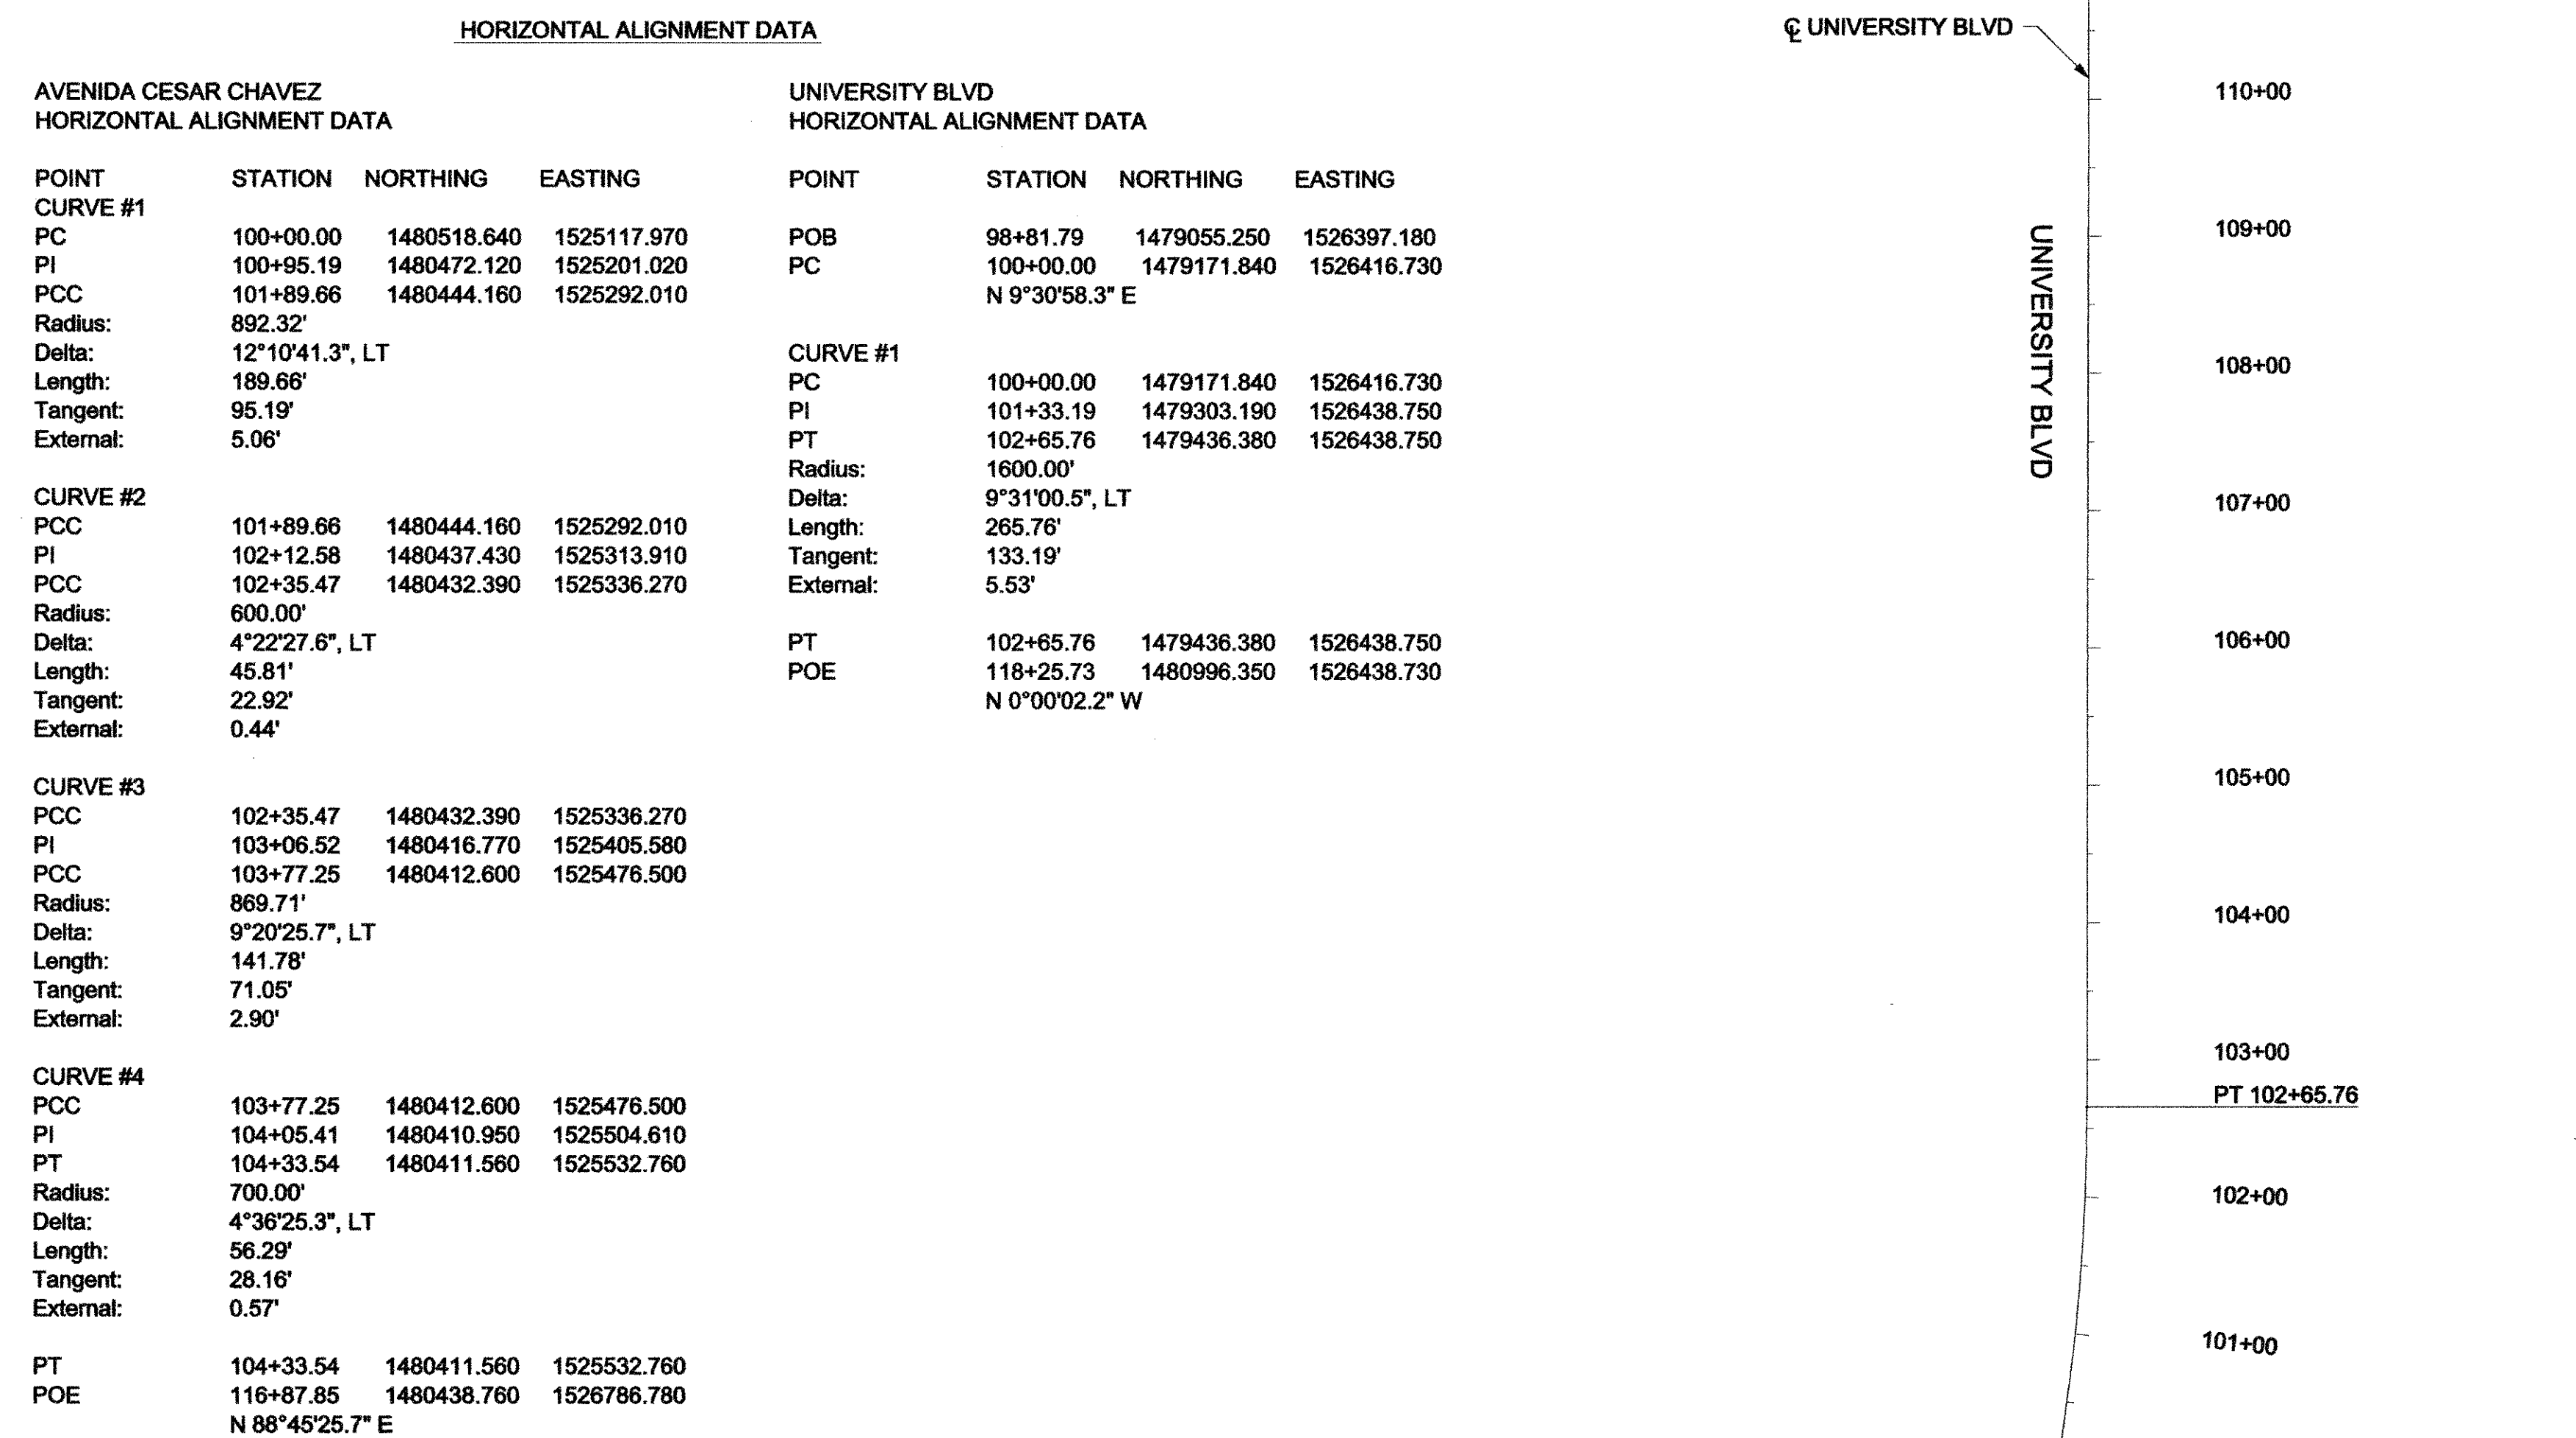 HORIZONTAL ALIGNMENT DATA
AVENIDA CESAR CHAVEZ
HORIZONTAL ALIGNMENT DATA
POINT STATION NORTHING EASTING
CURVE #1
PC 100+00.00 1480518.640 1525117.970
PI 100+95.19 1480472.120 1525201.020
PCC 101+89.66 1480444.160 1525292.010
Radius: 892.32'
Delta: 12°10'41.3", LT
Length: 189.66'
Tangent: 95.19'
External: 5.06'
CURVE #2
PCC 101+89.66 1480444.160 1525292.010
PI 102+12.58 1480437.430 1525313.910
PCC 102+35.47 1480432.390 1525336.270
Radius: 600.00'
Delta: 4°22'27.6", LT
Length: 45.81'
Tangent: 22.92'
External: 0.44'
CURVE #3
PCC 102+35.47 1480432.390 1525336.270
PI 103+06.52 1480416.770 1525405.580
PCC 103+77.25 1480412.600 1525476.500
Radius: 869.71'
Delta: 9°20'25.7", LT
Length: 141.78'
Tangent: 71.05'
External: 2.90'
CURVE #4
PCC 103+77.25 1480412.600 1525476.500
PI 104+05.41 1480410.950 1525504.610
PT 104+33.54 1480411.560 1525532.760
Radius: 700.00'
Delta: 4°36'25.3", LT
Length: 56.29'
Tangent: 28.16'
External: 0.57'
PT 104+33.54 1480411.560 1525532.760
POE 116+87.85 1480438.760 1526786.780
N 88°45'25.7" E
UNIVERSITY BLVD
HORIZONTAL ALIGNMENT DATA
POINT STATION NORTHING EASTING
POB 98+81.79 1479055.250 1526397.180
PC 100+00.00 1479171.840 1526416.730
N 9°30'58.3" E
CURVE #1
PC 100+00.00 1479171.840 1526416.730
PI 101+33.19 1479303.190 1526438.750
PT 102+65.76 1479436.380 1526438.750
Radius: 1600.00'
Delta: 9°31'00.5", LT
Length: 265.76'
Tangent: 133.19'
External: 5.53'
PT 102+65.76 1479436.380 1526438.750
POE 118+25.73 1480996.350 1526438.730
N 0°00'02.2" W
℄ UNIVERSITY BLVD
UNIVERSITY BLVD
110+00
109+00
108+00
107+00
106+00
105+00
104+00
103+00
PT 102+65.76
102+00
101+00